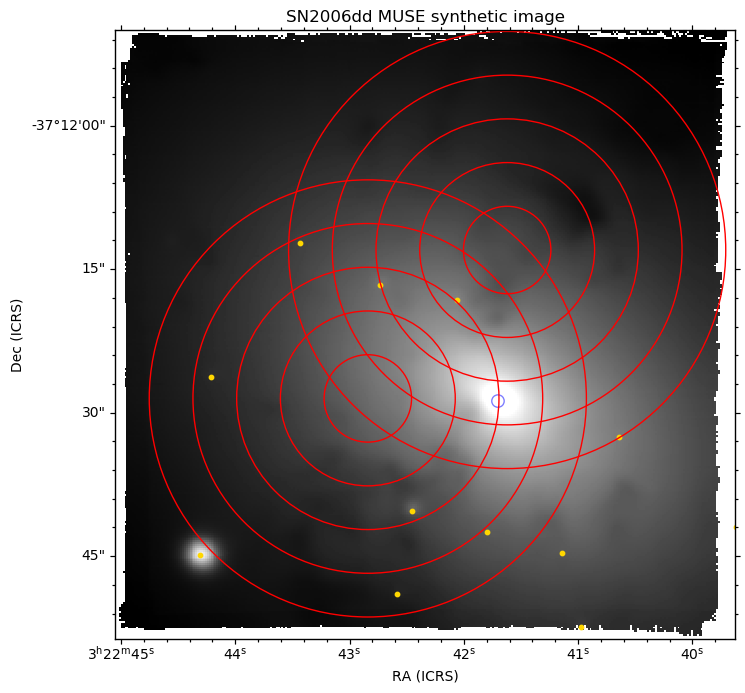 SN2006dd MUSE synthetic image
-37°12'00"
15"
30"
45"
Dec (ICRS)
3ʰ22ᵐ45ˢ 44ˢ 43ˢ 42ˢ 41ˢ 40ˢ
RA (ICRS)